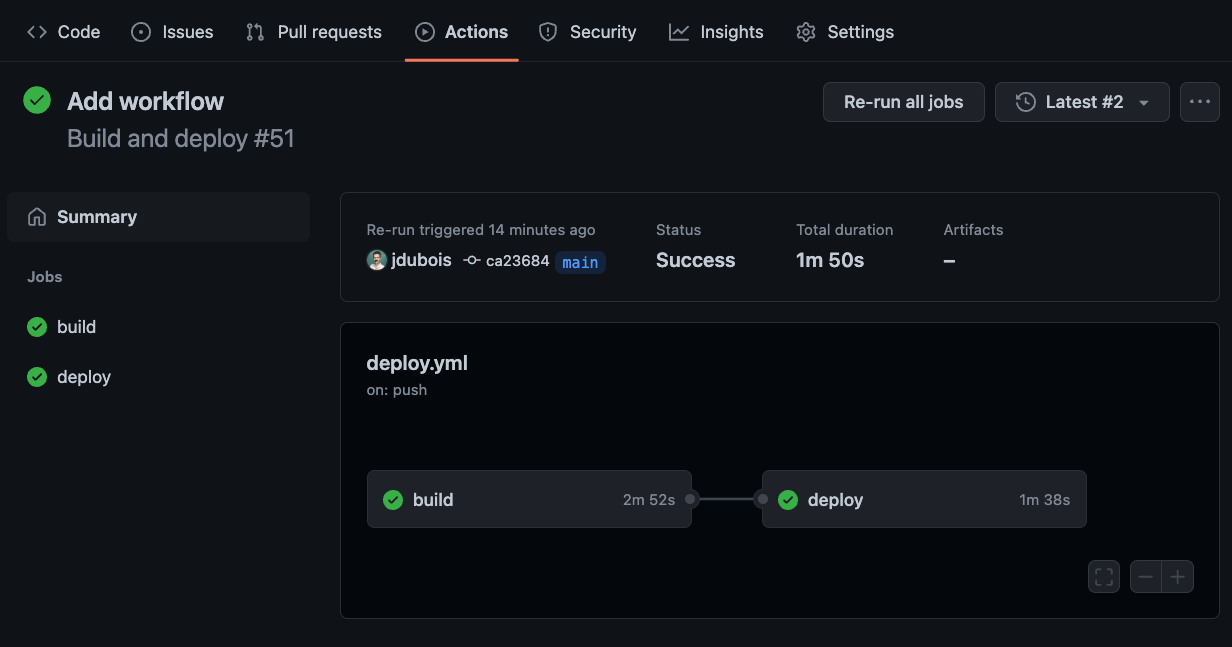 Code Issues Pull requests Actions Security Insights Settings
Add workflow
Build and deploy #51
Re-run all jobs
Latest #2
Summary
Jobs
build
deploy
Re-run triggered 14 minutes ago
jdubois ca23684 main
Status
Success
Total duration
1m 50s
Artifacts
–
deploy.yml
on: push
build 2m 52s
deploy 1m 38s